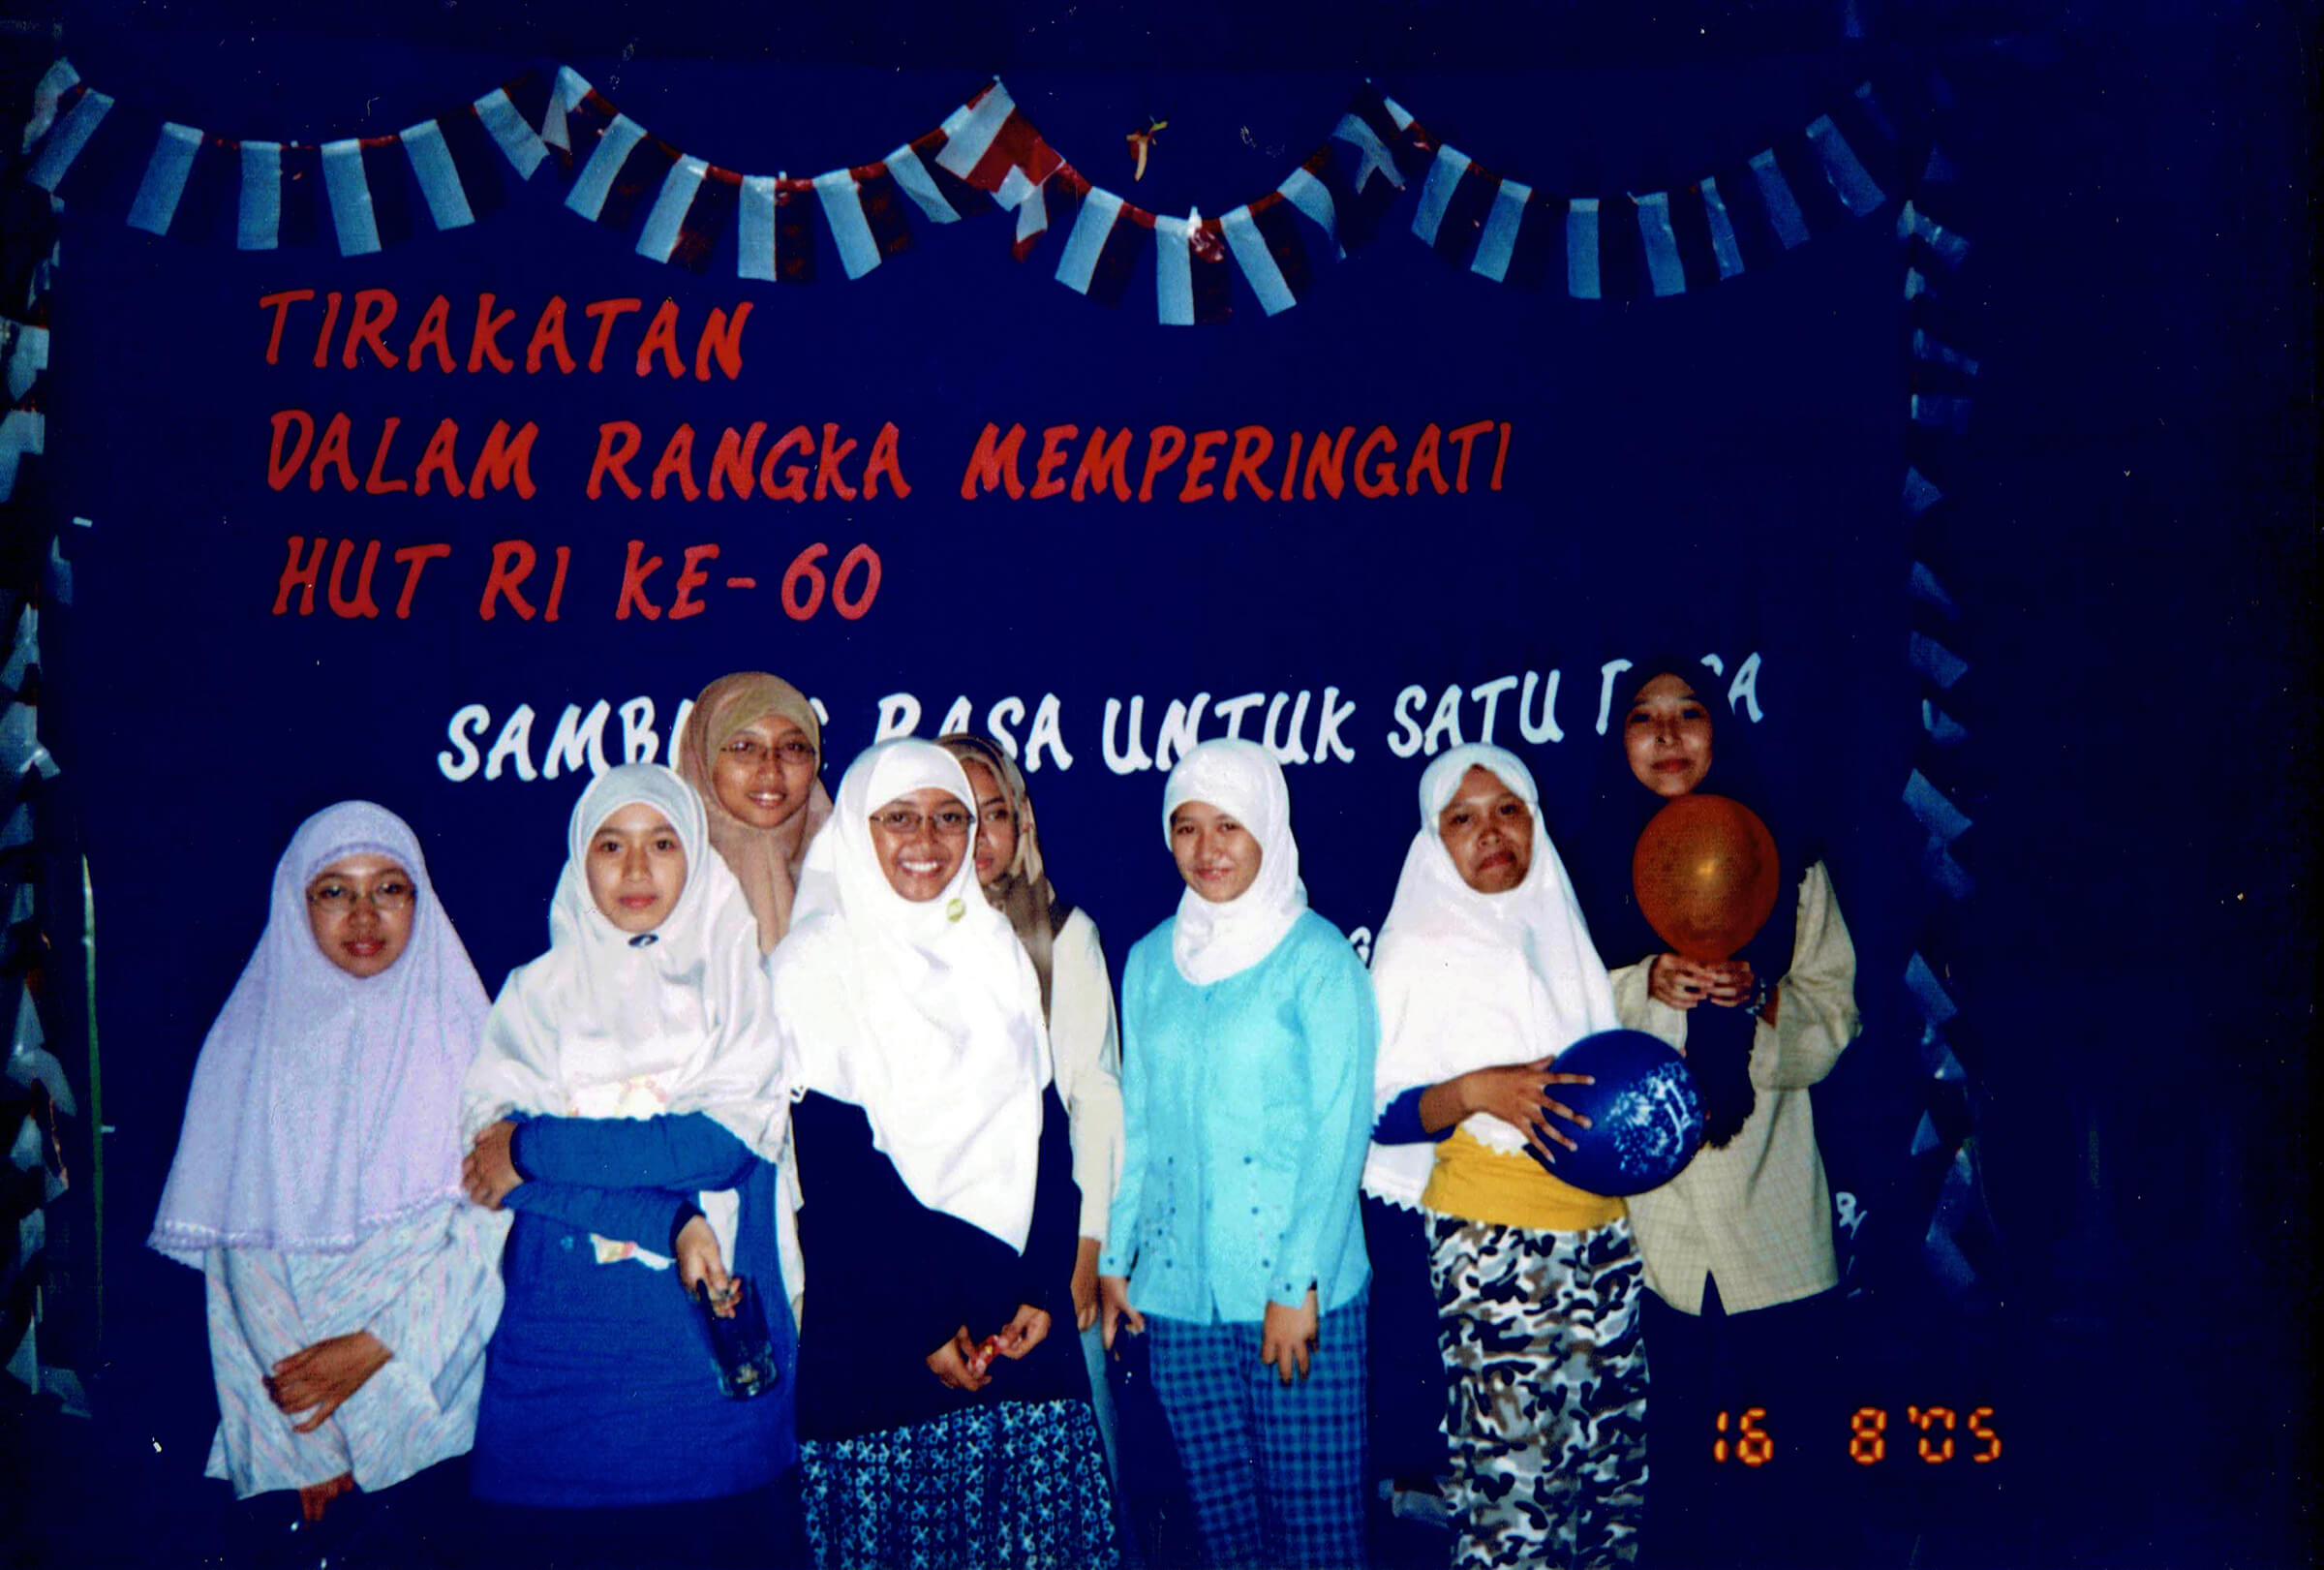 TIRAKATAN
DALAM RANGKA MEMPERINGATI
HUT RI KE-60
RASA UNTUK SATU
16 8 '05